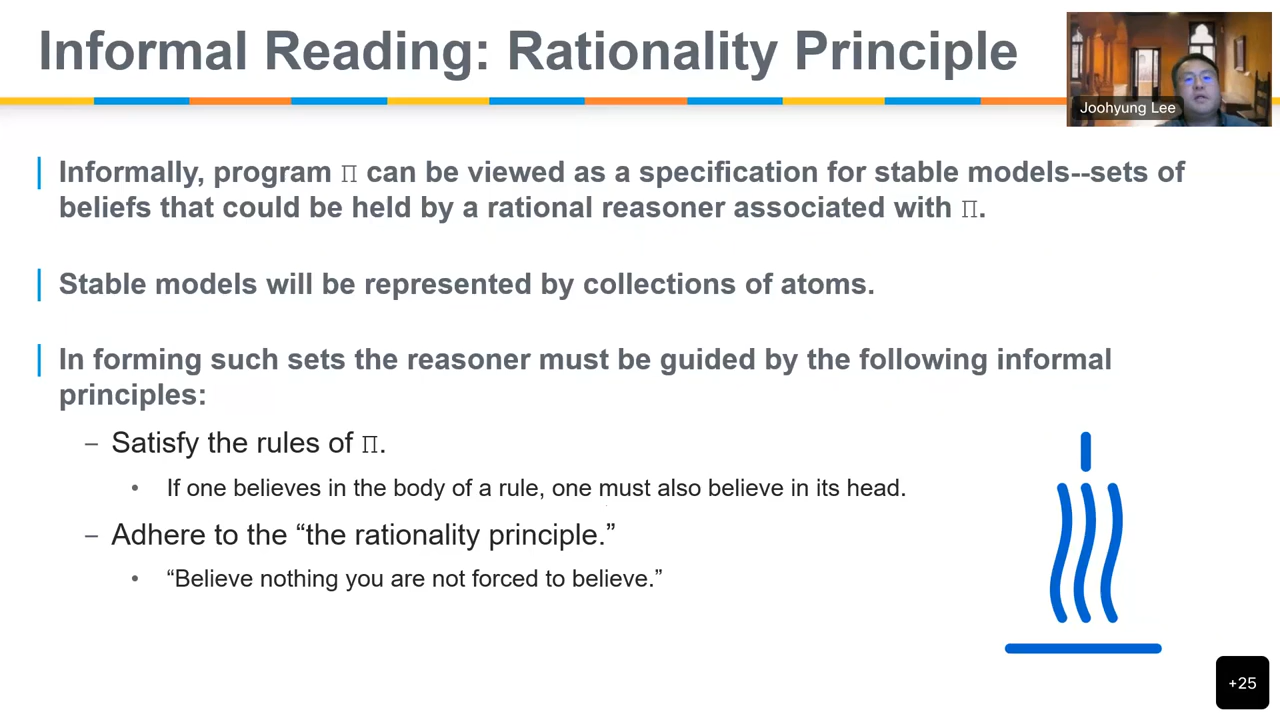 Informal Reading: Rationality Principle
Joohyung Lee
Informally, program Π can be viewed as a specification for stable models--sets of
beliefs that could be held by a rational reasoner associated with Π.
Stable models will be represented by collections of atoms.
In forming such sets the reasoner must be guided by the following informal
principles:
– Satisfy the rules of Π.
• If one believes in the body of a rule, one must also believe in its head.
– Adhere to the “the rationality principle.”
• “Believe nothing you are not forced to believe.”
+25